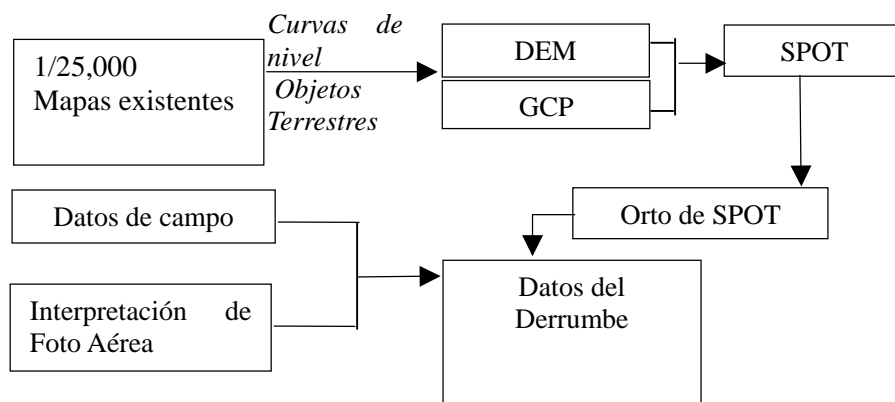 1/25,000
Mapas existentes
Curvas de
nivel
Objetos
Terrestres
DEM
GCP
SPOT
Datos de campo
Orto de SPOT
Interpretación de
Foto Aérea
Datos del
Derrumbe